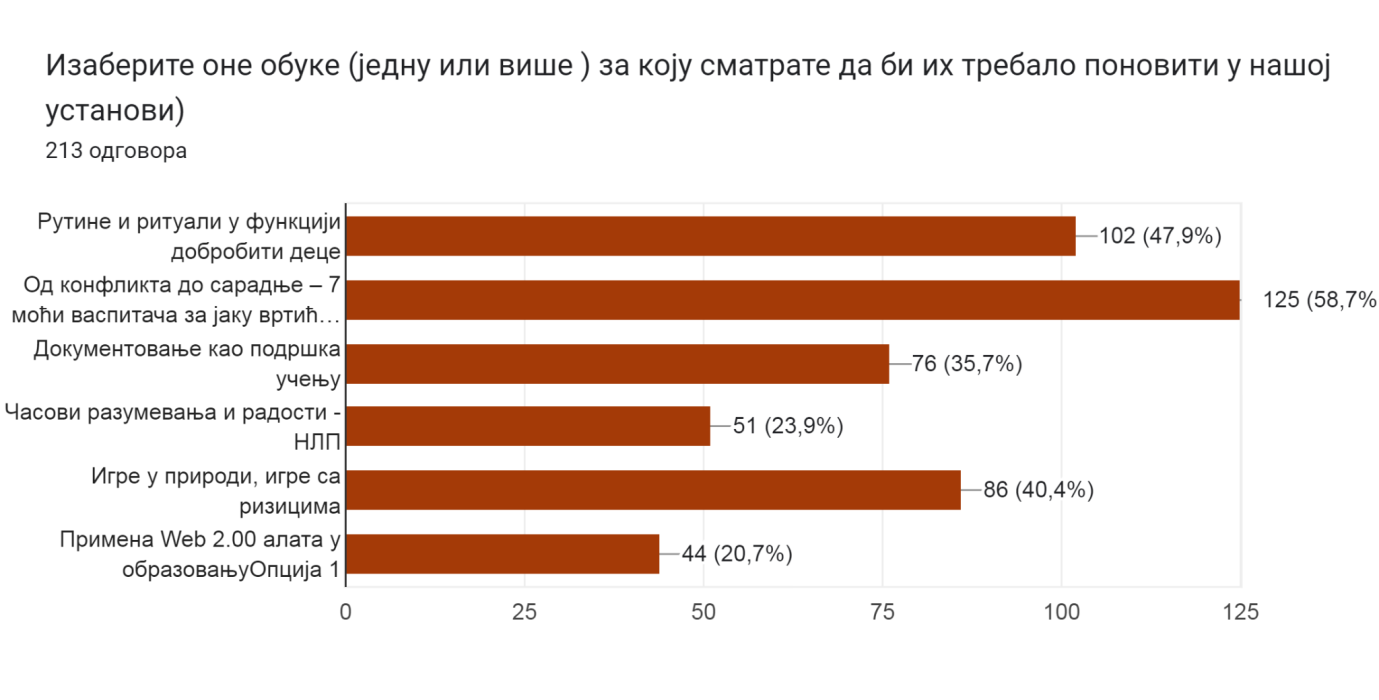 Изаберите оне обуке (једну или више ) за коју сматрате да би их требало поновити у нашој
установи)
213 одговора
Рутине и ритуали у функцији
добробити деце
102 (47,9%)
Од конфликта до сарадње – 7
моћи васпитача за јаку вртић…
125 (58,7%
Документовање као подршка
учењу
76 (35,7%)
Часови разумевања и радости -
НЛП
51 (23,9%)
Игре у природи, игре са
ризицима
86 (40,4%)
Примена Web 2.00 алата у
образовањуОпција 1
44 (20,7%)
0 25 50 75 100 125